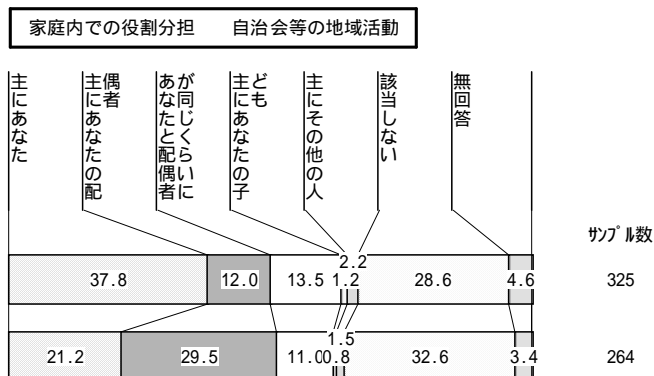 家庭内での役割分担 自治会等の地域活動
主にあなた
主にあなたの配
偶者
あなたと配偶者
が同じくらいに
主にあなたの子
ども
主にその他の人
該当しない
無回答
サンプル数
37.8 12.0 13.5 1.2 2.2 28.6 4.6 325
21.2 29.5 11.0 0.8 1.5 32.6 3.4 264